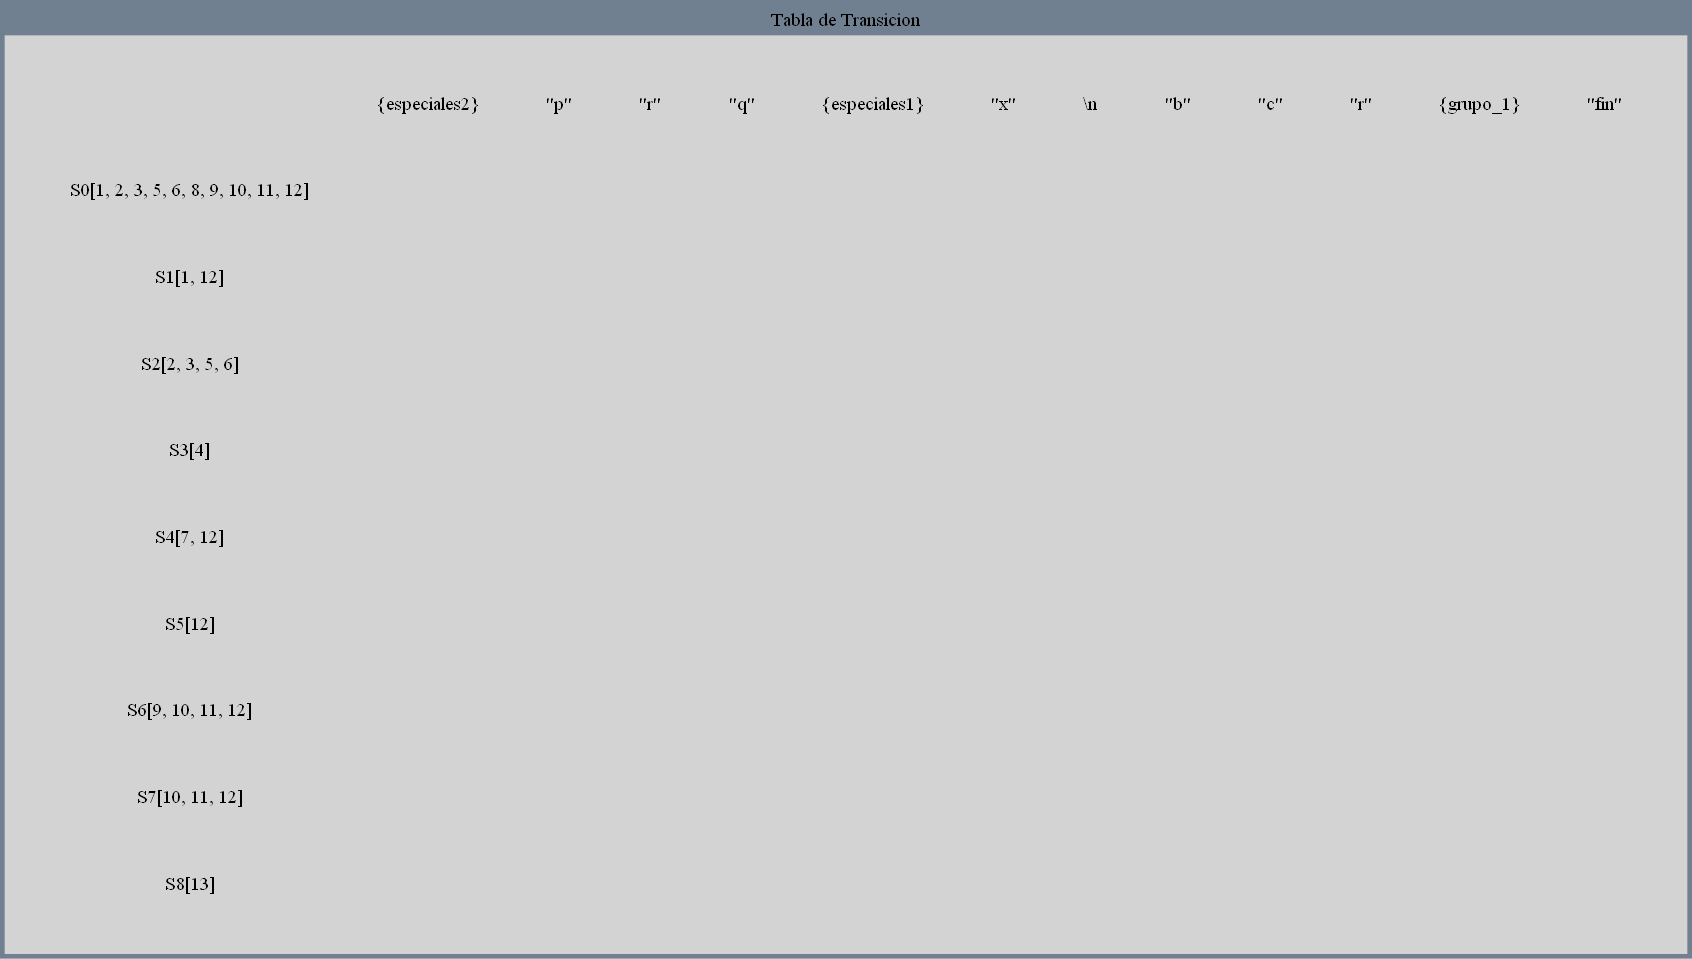 Tabla de Transicion
{especiales2} "p" "r" "q" {especiales1} "x" \n "b" "c" "r" {grupo_1} "fin"
S0[1, 2, 3, 5, 6, 8, 9, 10, 11, 12]
S1[1, 12]
S2[2, 3, 5, 6]
S3[4]
S4[7, 12]
S5[12]
S6[9, 10, 11, 12]
S7[10, 11, 12]
S8[13]